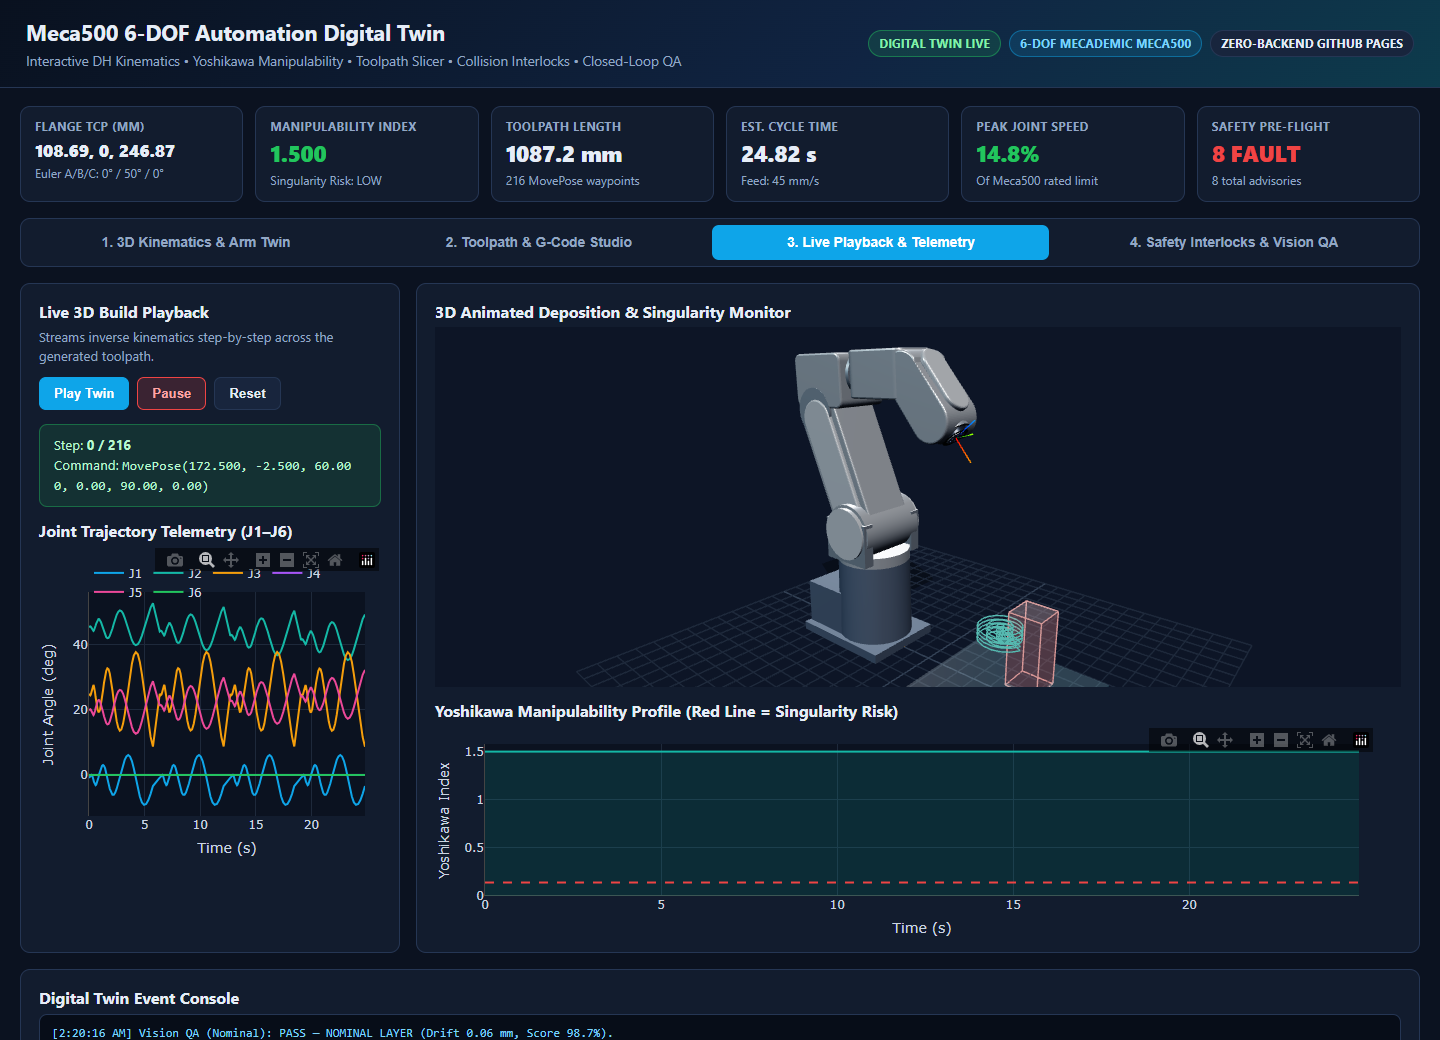 Meca500 6-DOF Automation Digital Twin
Interactive DH Kinematics • Yoshikawa Manipulability • Toolpath Slicer • Collision Interlocks • Closed-Loop QA
DIGITAL TWIN LIVE
6-DOF MECADEMIC MECA500
ZERO-BACKEND GITHUB PAGES
FLANGE TCP (MM)
108.69, 0, 246.87
Euler A/B/C: 0° / 50° / 0°
MANIPULABILITY INDEX
1.500
Singularity Risk: LOW
TOOLPATH LENGTH
1087.2 mm
216 MovePose waypoints
EST. CYCLE TIME
24.82 s
Feed: 45 mm/s
PEAK JOINT SPEED
14.8%
Of Meca500 rated limit
SAFETY PRE-FLIGHT
8 FAULT
8 total advisories
1. 3D Kinematics & Arm Twin
2. Toolpath & G-Code Studio
3. Live Playback & Telemetry
4. Safety Interlocks & Vision QA
Live 3D Build Playback
Streams inverse kinematics step-by-step across the
generated toolpath.
Play Twin
Pause
Reset
Step: 0 / 216
Command: MovePose(172.500, -2.500, 60.00
0, 0.00, 90.00, 0.00)
Joint Trajectory Telemetry (J1–J6)
J1 J2 J3 J4
J5 J6
Joint Angle (deg)
40
20
0
0 5 10 15 20
Time (s)
3D Animated Deposition & Singularity Monitor
Yoshikawa Manipulability Profile (Red Line = Singularity Risk)
Yoshikawa Index
1.5
1
0.5
0
0 5 10 15 20
Time (s)
Digital Twin Event Console
[2:20:16 AM] Vision QA (Nominal): PASS — NOMINAL LAYER (Drift 0.06 mm, Score 98.7%).